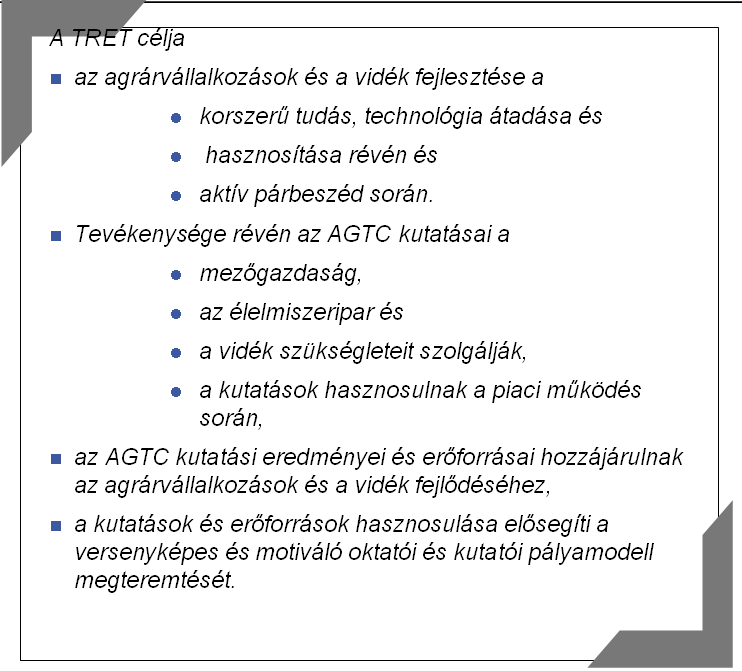 A TRET célja
az agrárvállalkozások és a vidék fejlesztése a
korszerű tudás, technológia átadása és
hasznosítása révén és
aktív párbeszéd során.
Tevékenysége révén az AGTC kutatásai a
mezőgazdaság,
az élelmiszeripar és
a vidék szükségleteit szolgálják,
a kutatások hasznosulnak a piaci működés
során,
az AGTC kutatási eredményei és erőforrásai hozzájárulnak
az agrárvállalkozások és a vidék fejlődéséhez,
a kutatások és erőforrások hasznosulása elősegíti a
versenyképes és motiváló oktatói és kutatói pályamodell
megteremtését.